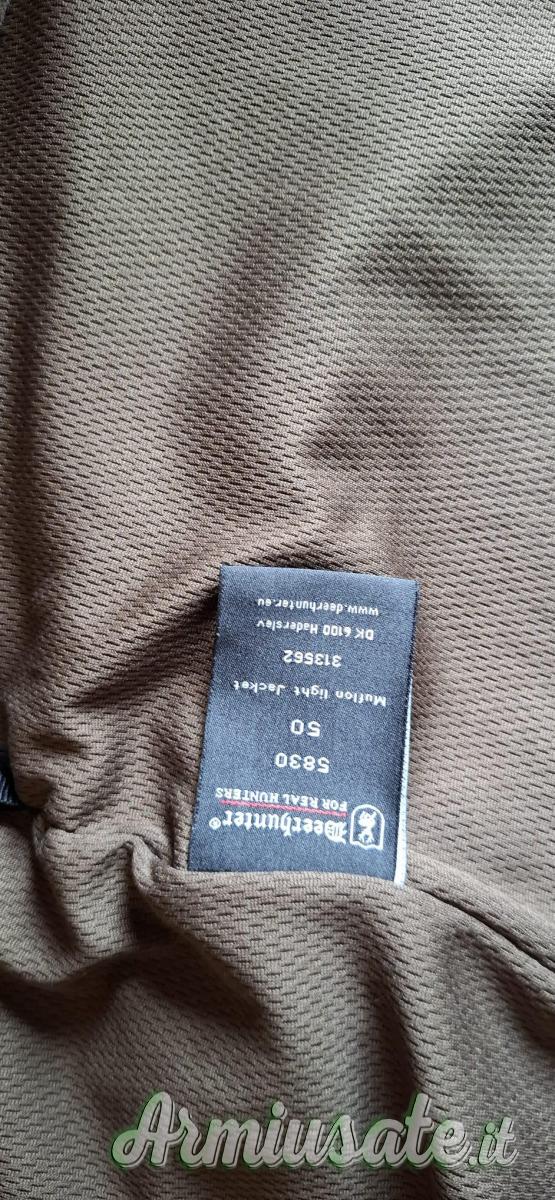 Deerhunter®
FOR REAL HUNTERS
5830
50
Muflon light Jacket
313562
DK 6100 Haderslev
www.deerhunter.eu
Armiusate.it